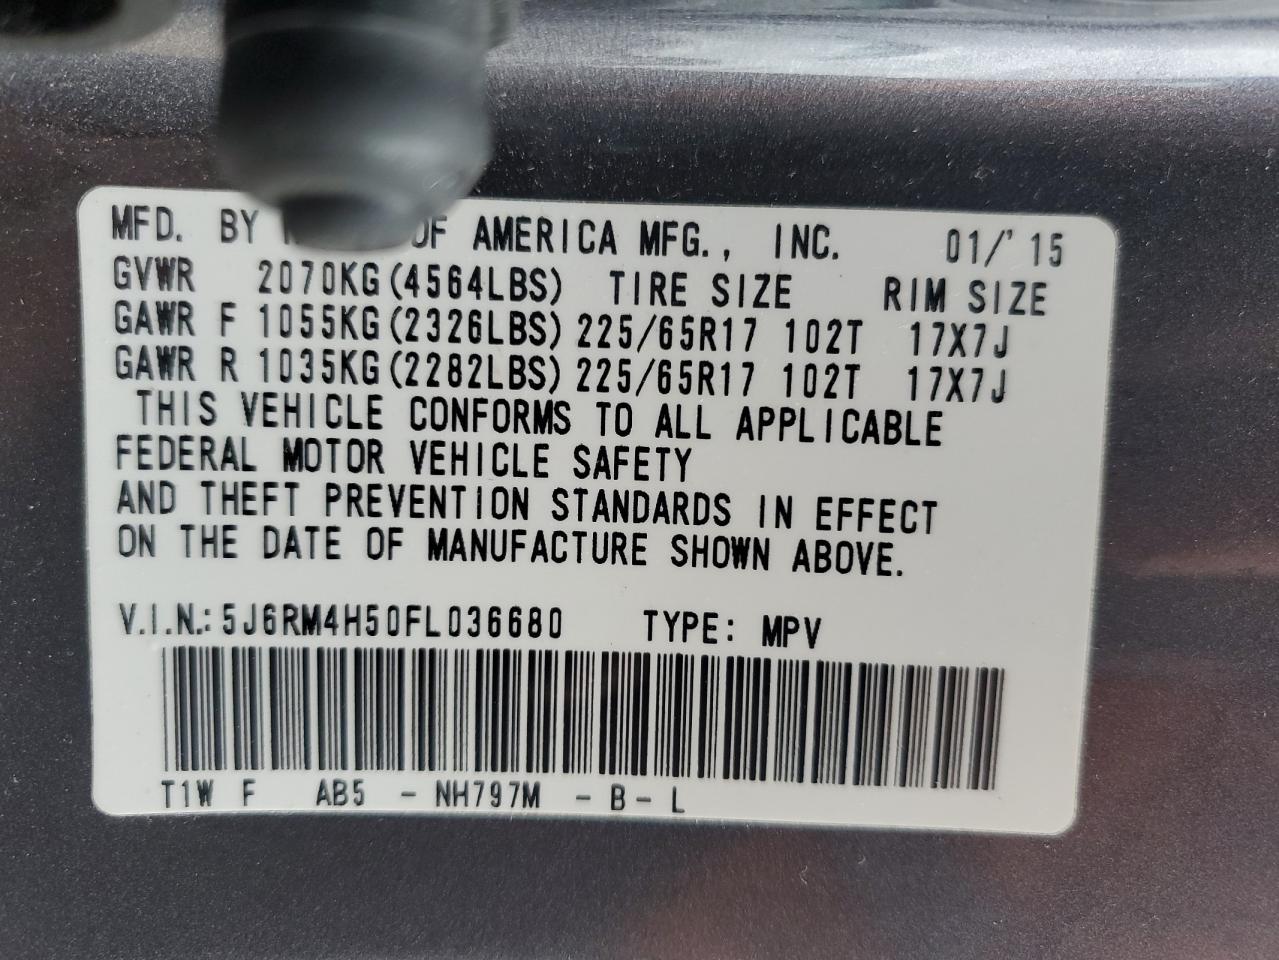 MFD. BY OF AMERICA MFG., INC. 01/'15
GVWR 2070KG(4564LBS) TIRE SIZE RIM SIZE
GAWR F 1055KG(2326LBS) 225/65R17 102T 17X7J
GAWR R 1035KG(2282LBS) 225/65R17 102T 17X7J
THIS VEHICLE CONFORMS TO ALL APPLICABLE
FEDERAL MOTOR VEHICLE SAFETY
AND THEFT PREVENTION STANDARDS IN EFFECT
ON THE DATE OF MANUFACTURE SHOWN ABOVE.
V.I.N.: 5J6RM4H50FL036680 TYPE: MPV
T1W F AB5 - NH797M - B - L